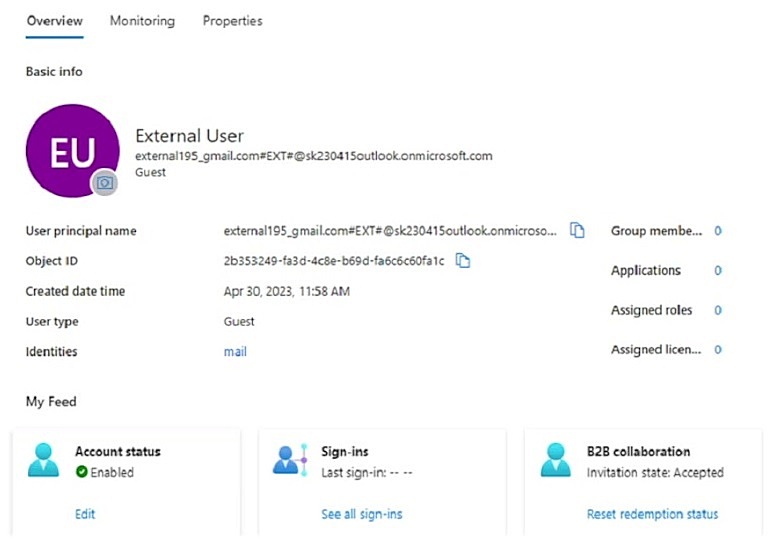 Overview Monitoring Properties
Basic info
EU
External User
external195_gmail.com#EXT#@sk230415outlook.onmicrosoft.com
Guest
User principal name external195_gmail.com#EXT#@sk230415outlook.onmicroso... Group membe... 0
Object ID 2b353249-fa3d-4c8e-b69d-fa6c6c60fa1c Applications 0
Created date time Apr 30, 2023, 11:58 AM Assigned roles 0
User type Guest
Identities mail Assigned licen... 0
My Feed
Account status
Enabled
Edit
Sign-ins
Last sign-in: -- --
See all sign-ins
B2B collaboration
Invitation state: Accepted
Reset redemption status